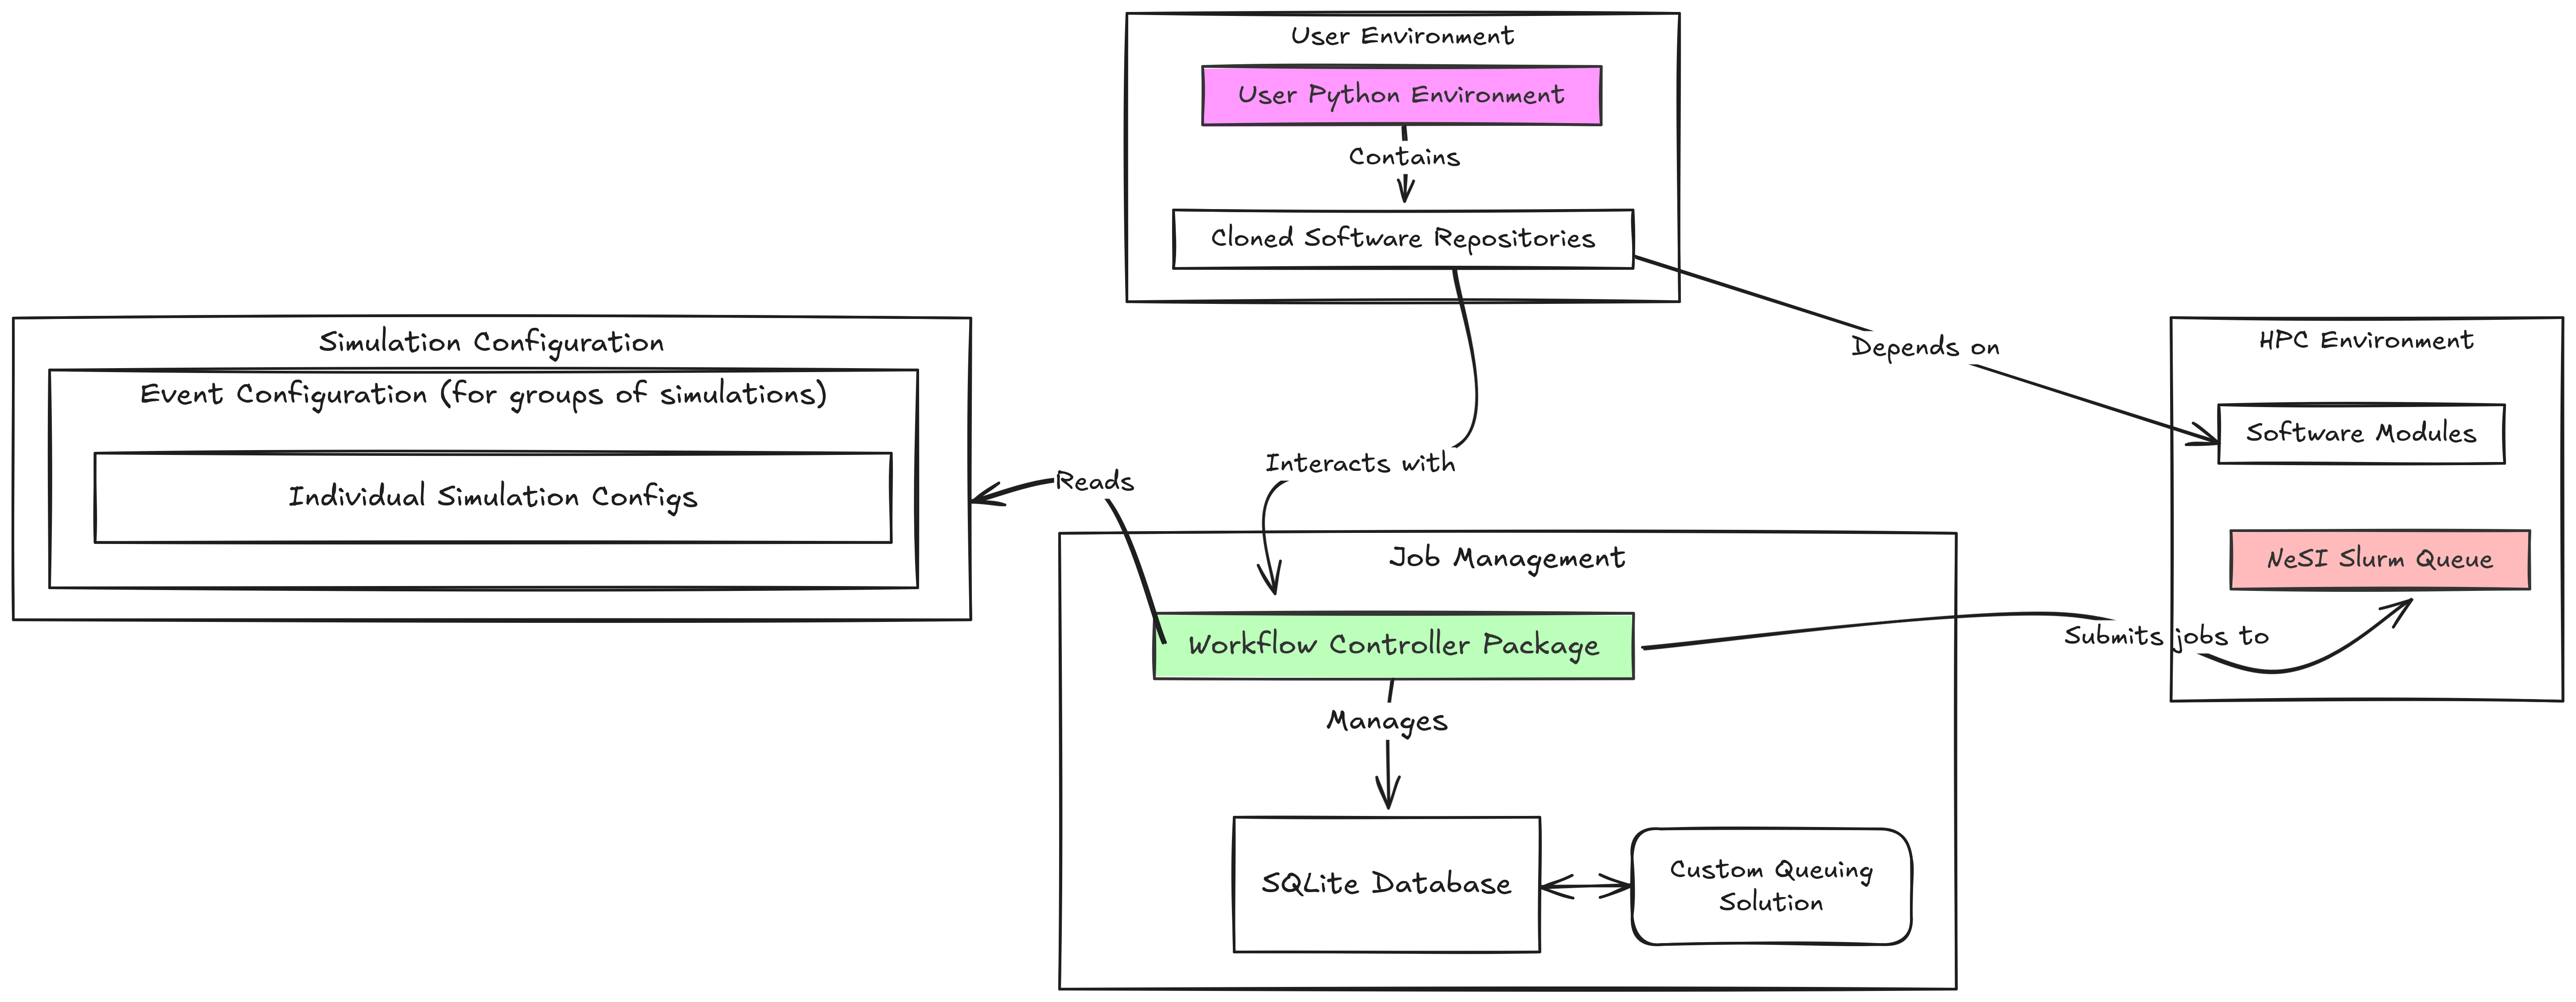 User Environment
User Python Environment
Contains
Cloned Software Repositories
Depends on
Simulation Configuration
Event Configuration (for groups of simulations)
Individual Simulation Configs
Reads
Interacts with
HPC Environment
Software Modules
NeSI Slurm Queue
Submits jobs to
Job Management
Workflow Controller Package
Manages
SQLite Database
Custom Queuing
Solution